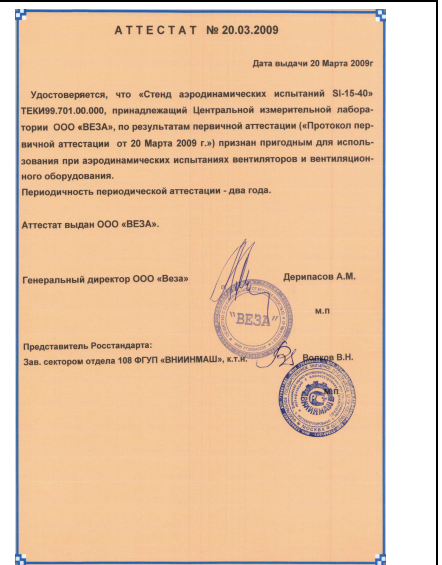 АТТЕСТАТ № 20.03.2009
Дата выдачи 20 Марта 2009г
Удостоверяется, что «Стенд аэродинамических испытаний SI-15-40»
ТЕКИ99.701.00.000, принадлежащий Центральной измерительной лабора-
тории ООО «ВЕЗА», по результатам первичной аттестации («Протокол пер-
вичной аттестации от 20 Марта 2009 г.») признан пригодным для исполь-
зования при аэродинамических испытаниях вентиляторов и вентиляцион-
ного оборудования.
Периодичность периодической аттестации - два года.
Аттестат выдан ООО «ВЕЗА».
Генеральный директор ООО «Веза» Дерипасов А.М.
м.п
"ВЕЗА"
Представитель Росстандарта:
Зав. сектором отдела 108 ФГУП «ВНИИНМАШ», к.т.н. Волков В.Н.
м.п